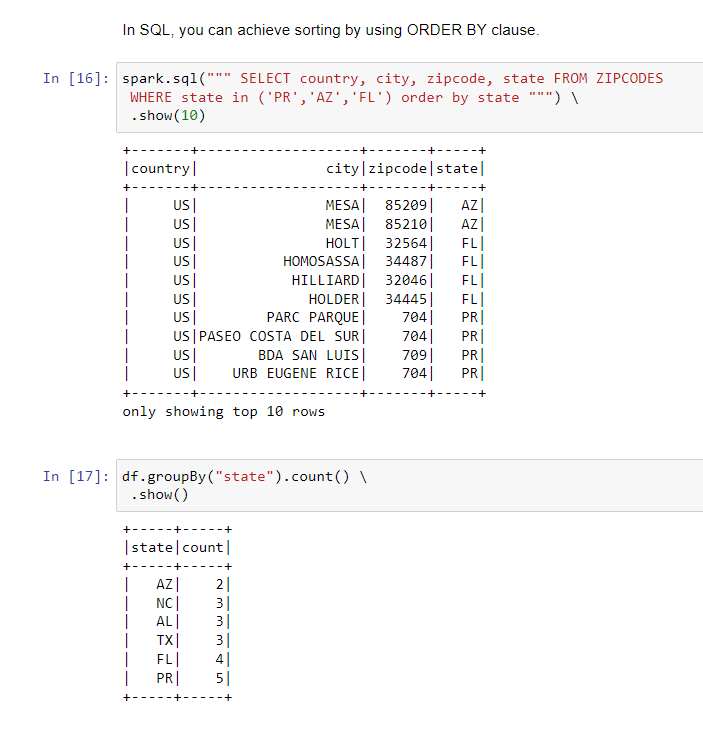 In SQL, you can achieve sorting by using ORDER BY clause.
In [16]: spark.sql(""" SELECT country, city, zipcode, state FROM ZIPCODES
WHERE state in ('PR','AZ','FL') order by state """) \
.show(10)
+-------+-------------------+-------+-----+
|country|               city|zipcode|state|
+-------+-------------------+-------+-----+
|     US|               MESA|  85209|   AZ|
|     US|               MESA|  85210|   AZ|
|     US|               HOLT|  32564|   FL|
|     US|          HOMOSASSA|  34487|   FL|
|     US|           HILLIARD|  32046|   FL|
|     US|             HOLDER|  34445|   FL|
|     US|        PARC PARQUE|    704|   PR|
|     US|PASEO COSTA DEL SUR|    704|   PR|
|     US|       BDA SAN LUIS|    709|   PR|
|     US|    URB EUGENE RICE|    704|   PR|
+-------+-------------------+-------+-----+
only showing top 10 rows
In [17]: df.groupBy("state").count() \
.show()
+-----+-----+
|state|count|
+-----+-----+
|   AZ|    2|
|   NC|    3|
|   AL|    3|
|   TX|    3|
|   FL|    4|
|   PR|    5|
+-----+-----+